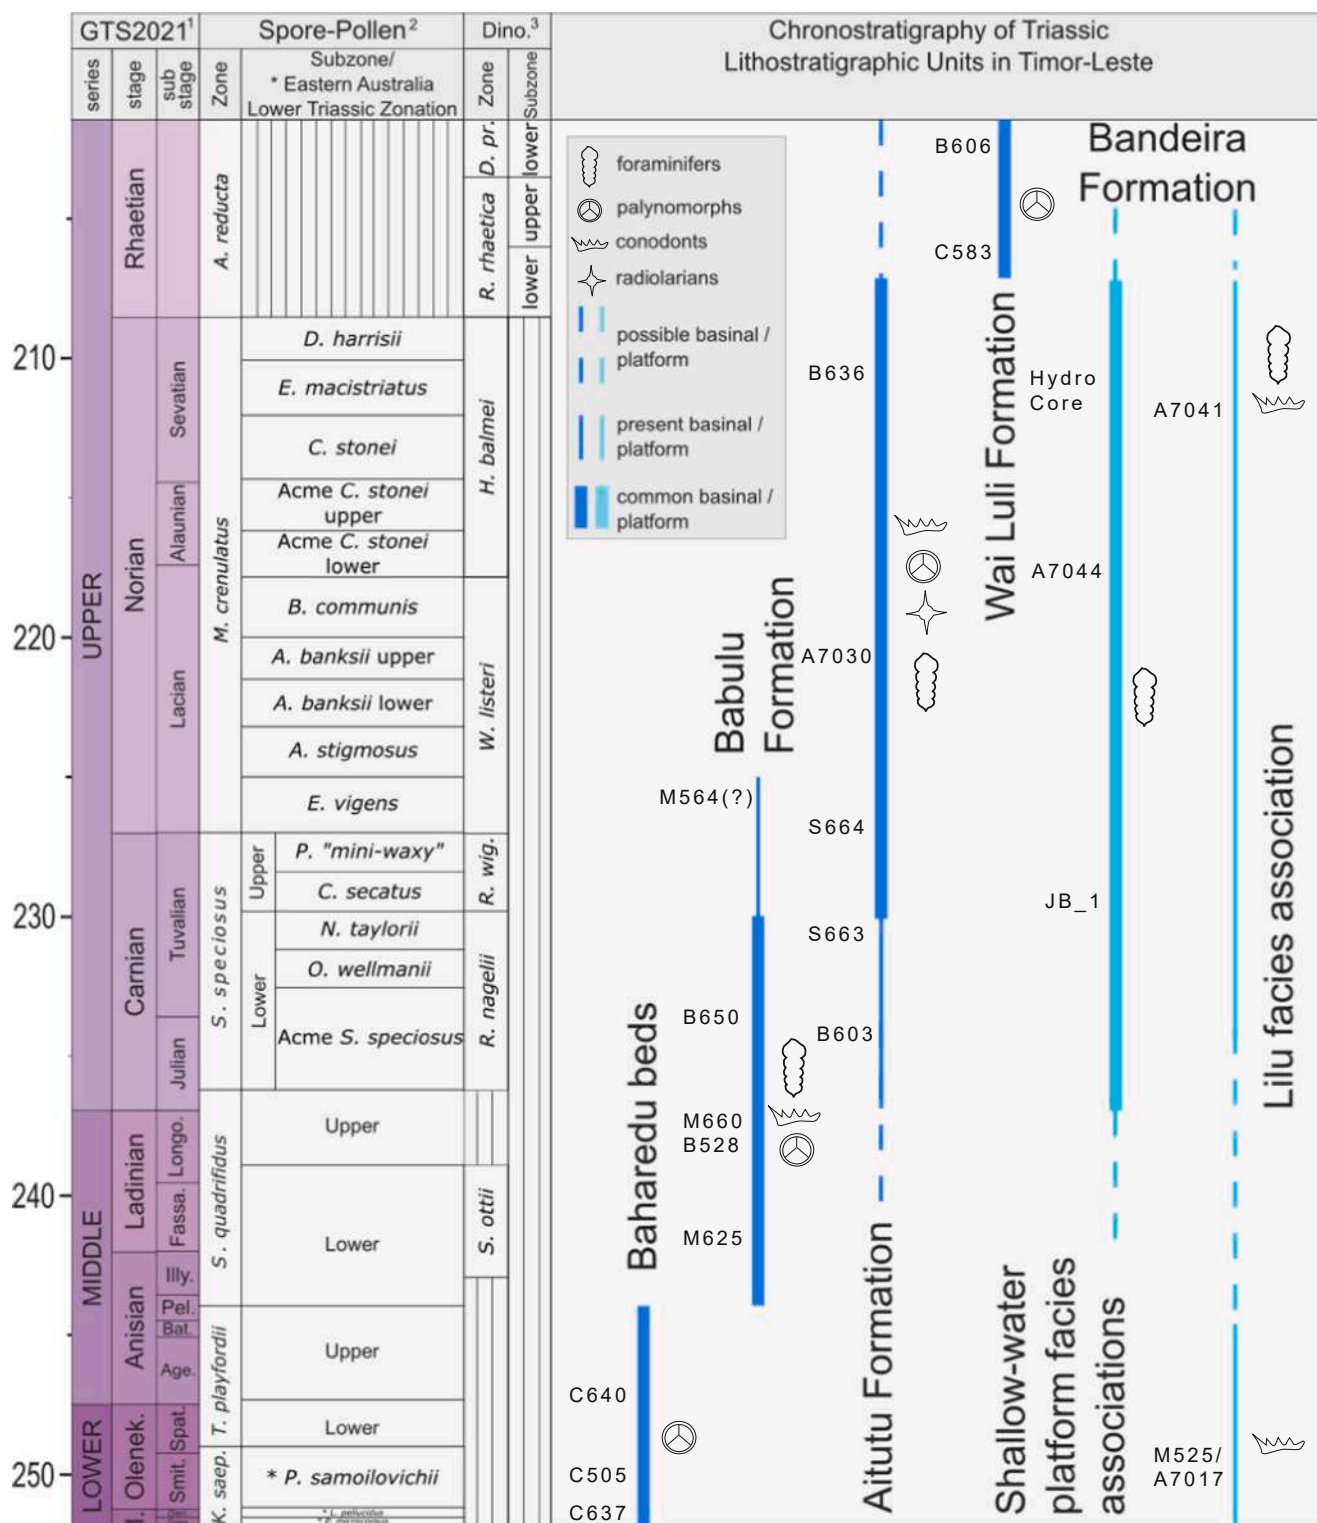 GTS2021¹
Spore-Pollen²
Dino.³
Chronostratigraphy of Triassic
Lithostratigraphic Units in Timor-Leste
series
stage
sub
stage
Zone
Subzone/
* Eastern Australia
Lower Triassic Zonation
Zone
Subzone
UPPER
MIDDLE
LOWER
Rhaetian
Norian
Carnian
Ladinian
Anisian
Olenek.
I.
Sevatian
Alaunian
Lacian
Tuvalian
Julian
Longo.
Fassa.
Illy.
Pel.
Bat.
Age.
Spat.
Smit.
210
220
230
240
250
A. reducta
M. crenulatus
S. speciosus
S. quadrifidus
T. playfordii
K. saep.
D. harrisii
E. macistriatus
C. stonei
Acme C. stonei
upper
Acme C. stonei
lower
B. communis
A. banksii upper
A. banksii lower
A. stigmosus
E. vigens
Upper
P. "mini-waxy"
C. secatus
Lower
N. taylorii
O. wellmanii
Acme S. speciosus
Upper
Lower
Upper
Lower
* P. samoilovichii
* L. pellucidus
D. pr.
R. rhaetica
H. balmei
W. listeri
R. wig.
R. nagelii
S. ottii
lower
upper
lower
foraminifers
palynomorphs
conodonts
radiolarians
possible basinal /
platform
present basinal /
platform
common basinal /
platform
Baharedu beds
C640
C505
C637
Babulu
Formation
M564(?)
B650
M660
B528
M625
Aitutu Formation
B636
A7030
S664
S663
B603
Wai Luli Formation
B606
C583
Bandeira
Formation
Hydro
Core
A7044
JB_1
Shallow-water
platform facies
associations
A7041
Lilu facies association
M525/
A7017